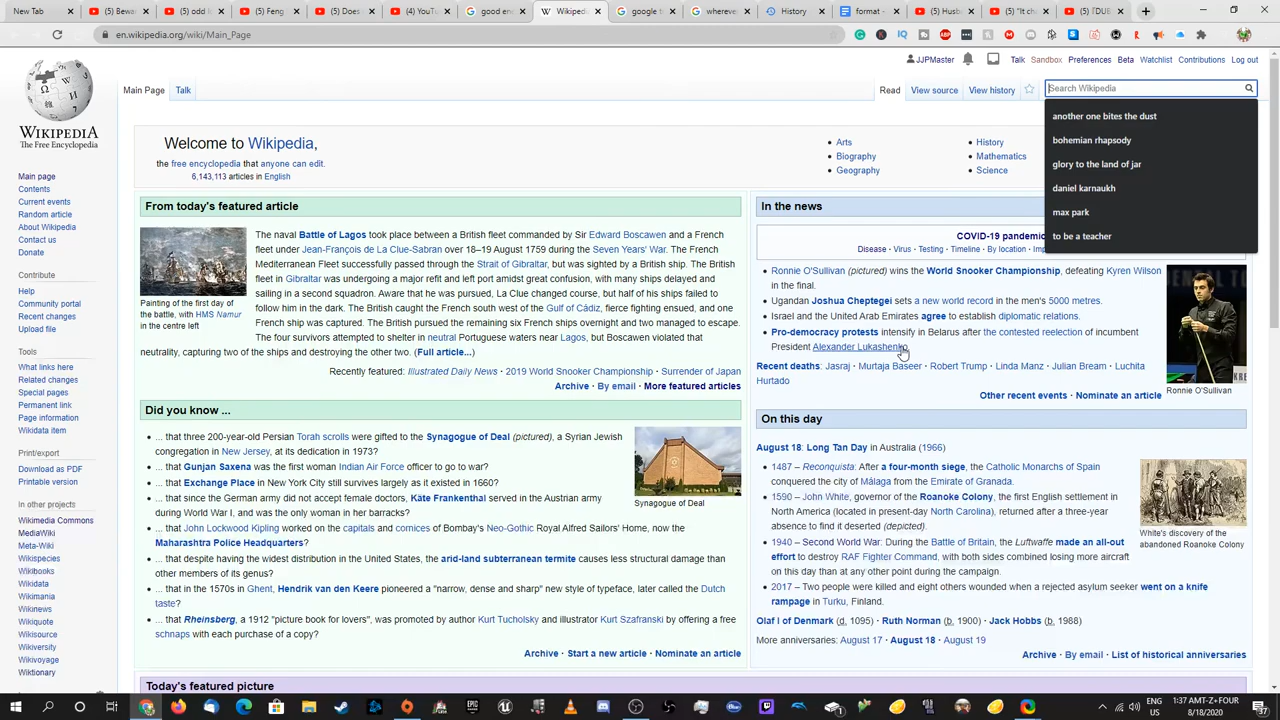 New Tab
(5) Bewa
(5) odd l
(5) Feng
(5) Does
(4) YouTu
good em
Wikiped
google f
wherev
History
format -
(5) Husk
(5) "It ch
(5) DUB
en.wikipedia.org/wiki/Main_Page
JJPMaster
Talk
Sandbox
Preferences
Beta
Watchlist
Contributions
Log out
Main Page
Talk
Read
View source
View history
Search Wikipedia
another one bites the dust
bohemian rhapsody
glory to the land of jar
daniel karnaukh
max park
to be a teacher
WIKIPEDIA
The Free Encyclopedia
Main page
Contents
Current events
Random article
About Wikipedia
Contact us
Donate
Contribute
Help
Community portal
Recent changes
Upload file
Tools
What links here
Related changes
Special pages
Permanent link
Page information
Wikidata item
Print/export
Download as PDF
Printable version
In other projects
Wikimedia Commons
MediaWiki
Meta-Wiki
Wikispecies
Wikibooks
Wikidata
Wikimania
Wikinews
Wikiquote
Wikisource
Wikiversity
Wikivoyage
Wiktionary
Welcome to Wikipedia,
the free encyclopedia that anyone can edit.
6,143,113 articles in English
• Arts
• Biography
• Geography
• History
• Mathematics
• Science
From today's featured article
The naval Battle of Lagos took place between a British fleet commanded by Sir Edward Boscawen and a French
fleet under Jean-François de La Clue-Sabran over 18–19 August 1759 during the Seven Years' War. The French
Mediterranean Fleet successfully passed through the Strait of Gibraltar, but was sighted by a British ship. The British
fleet in Gibraltar was undergoing a major refit and left port amidst great confusion, with many ships delayed and
sailing in a second squadron. Aware that he was pursued, La Clue changed course, but half of his ships failed to
follow him in the dark. The British caught the French south west of the Gulf of Cádiz, fierce fighting ensued, and one
French ship was captured. The British pursued the remaining six French ships overnight and two managed to escape.
The four survivors attempted to shelter in neutral Portuguese waters near Lagos, but Boscawen violated that
neutrality, capturing two of the ships and destroying the other two. (Full article...)
Painting of the first day of
the battle, with HMS Namur
in the centre left
Recently featured: Illustrated Daily News · 2019 World Snooker Championship · Surrender of Japan
Archive · By email · More featured articles
Did you know ...
• ... that three 200-year-old Persian Torah scrolls were gifted to the Synagogue of Deal (pictured), a Syrian Jewish
congregation in New Jersey, at its dedication in 1973?
• ... that Gunjan Saxena was the first woman Indian Air Force officer to go to war?
• ... that Exchange Place in New York City still survives largely as it existed in 1660?
• ... that since the German army did not accept female doctors, Käte Frankenthal served in the Austrian army
during World War I, and was the only woman in her barracks?
• ... that John Lockwood Kipling worked on the capitals and cornices of Bombay's Neo-Gothic Royal Alfred Sailors' Home, now the
Maharashtra Police Headquarters?
• ... that despite having the widest distribution in the United States, the arid-land subterranean termite causes less structural damage than
other members of its genus?
• ... that in the 1570s in Ghent, Hendrik van den Keere pioneered a "narrow, dense and sharp" new style of typeface, later called the Dutch
taste?
• ... that Rheinsberg, a 1912 "picture book for lovers", was promoted by author Kurt Tucholsky and illustrator Kurt Szafranski by offering a free
schnaps with each purchase of a copy?
Synagogue of Deal
Archive · Start a new article · Nominate an article
In the news
COVID-19 pandemic
Disease · Virus · Testing · Timeline · By location · Im
• Ronnie O'Sullivan (pictured) wins the World Snooker Championship, defeating Kyren Wilson
in the final.
• Ugandan Joshua Cheptegei sets a new world record in the men's 5000 metres.
• Israel and the United Arab Emirates agree to establish diplomatic relations.
• Pro-democracy protests intensify in Belarus after the contested reelection of incumbent
President Alexander Lukashenko.
Ronnie O'Sullivan
Recent deaths: Jasraj · Murtaja Baseer · Robert Trump · Linda Manz · Julian Bream · Luchita
Hurtado
Other recent events · Nominate an article
On this day
August 18: Long Tan Day in Australia (1966)
• 1487 – Reconquista: After a four-month siege, the Catholic Monarchs of Spain
conquered the city of Málaga from the Emirate of Granada.
• 1590 – John White, governor of the Roanoke Colony, the first English settlement in
North America (located in present-day North Carolina), returned after a three-year
absence to find it deserted (depicted).
• 1940 – Second World War: During the Battle of Britain, the Luftwaffe made an all-out
effort to destroy RAF Fighter Command, with both sides combined losing more aircraft
on this day than at any point during the campaign.
• 2017 – Two people were killed and eight others wounded when a rejected asylum seeker went on a knife
rampage in Turku, Finland.
White's discovery of the
abandoned Roanoke Colony
Olaf I of Denmark (d. 1095) · Ruth Norman (b. 1900) · Jack Hobbs (b. 1988)
More anniversaries: August 17 · August 18 · August 19
Archive · By email · List of historical anniversaries
Today's featured picture
ENG
US
1:37 AMT-Z+FOUR
8/18/2020